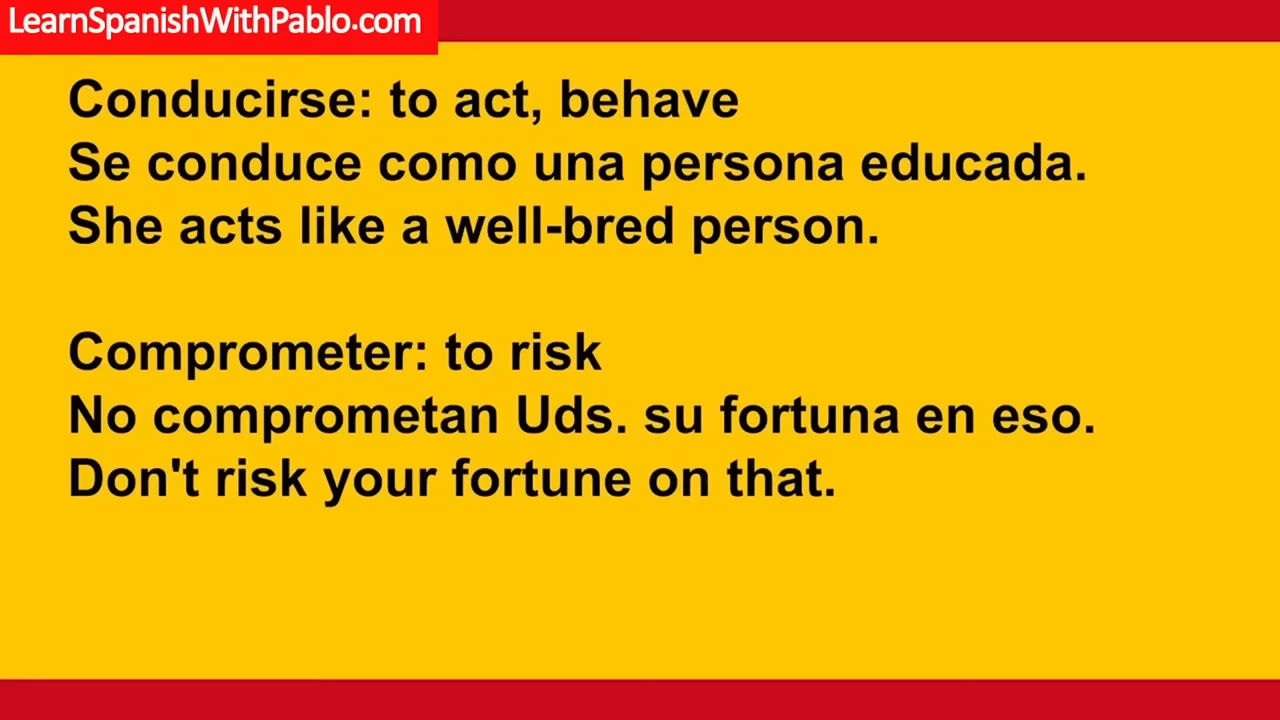 LearnSpanishWithPablo.com
Conducirse: to act, behave
Se conduce como una persona educada.
She acts like a well-bred person.
Comprometer: to risk
No comprometan Uds. su fortuna en eso.
Don't risk your fortune on that.